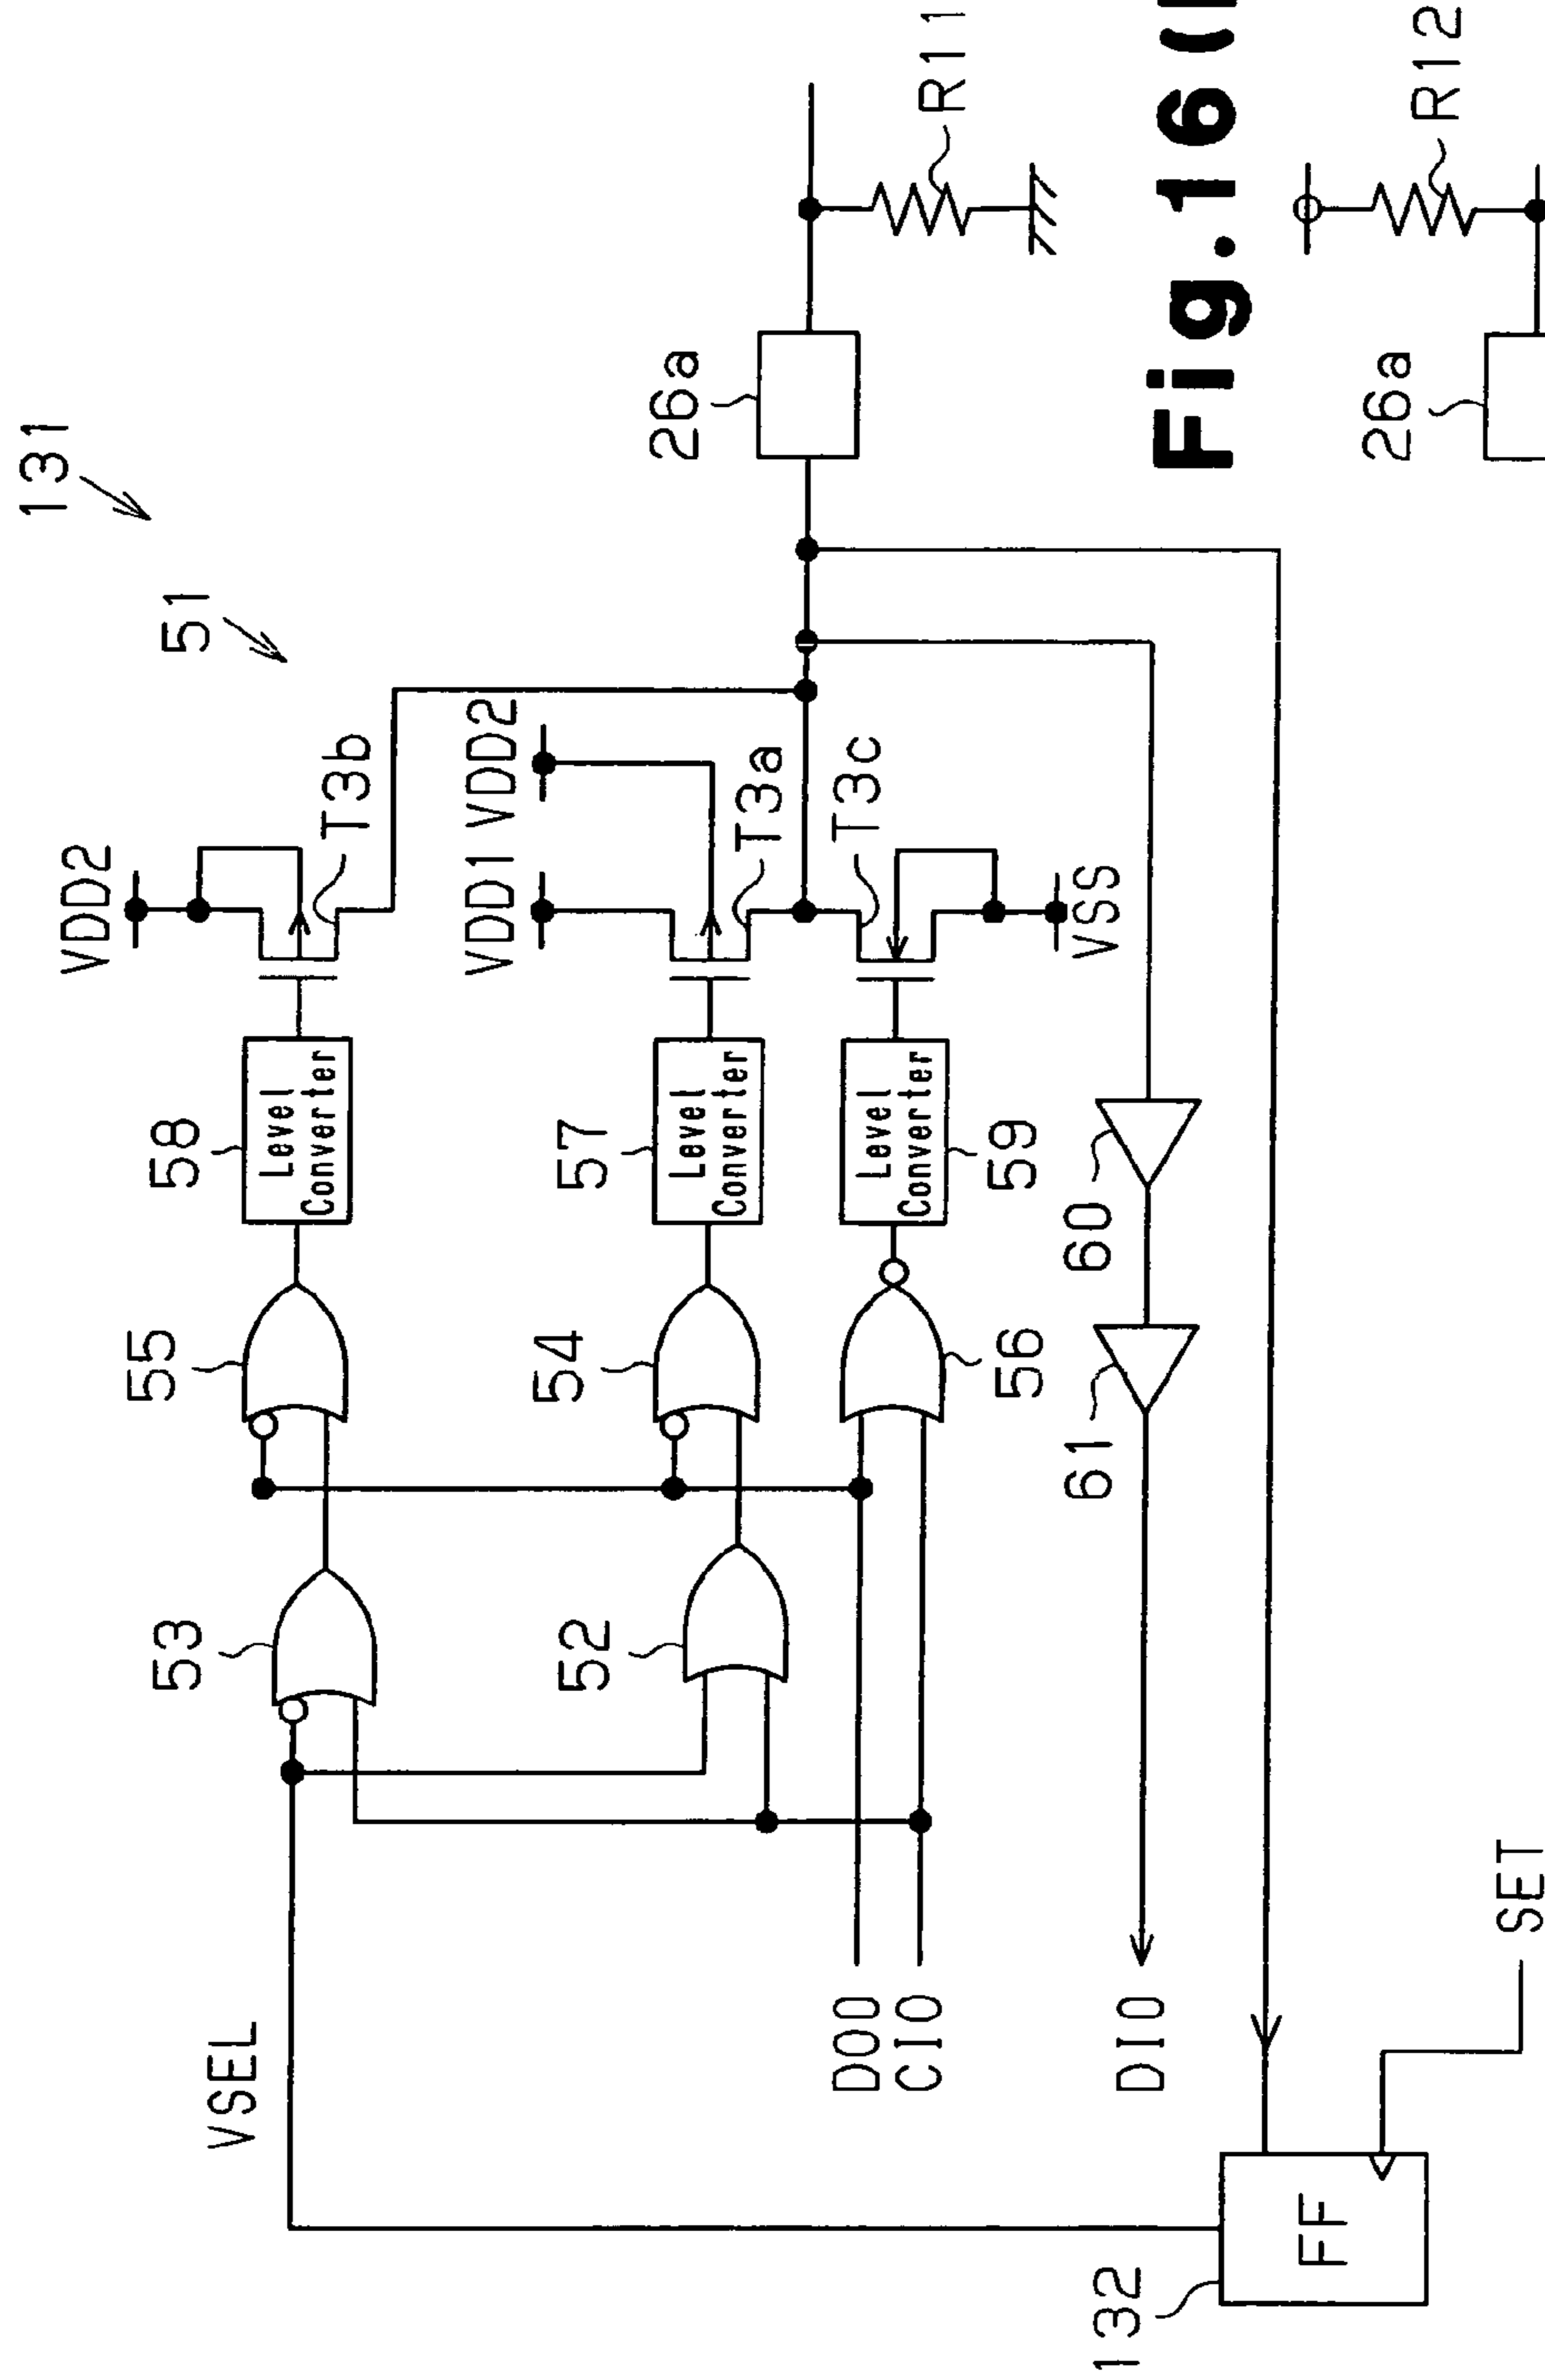 131
51
VDD2
T3b
58
Level
Converter
55
53
VSEL
VDD1
VDD2
T3a
57
Level
Converter
54
52
T3c
VSS
Level
Converter
59
56
60
61
DO0
CI0
DI0
26a
R11
132
FF
SET
Fig.16(
26a
R12